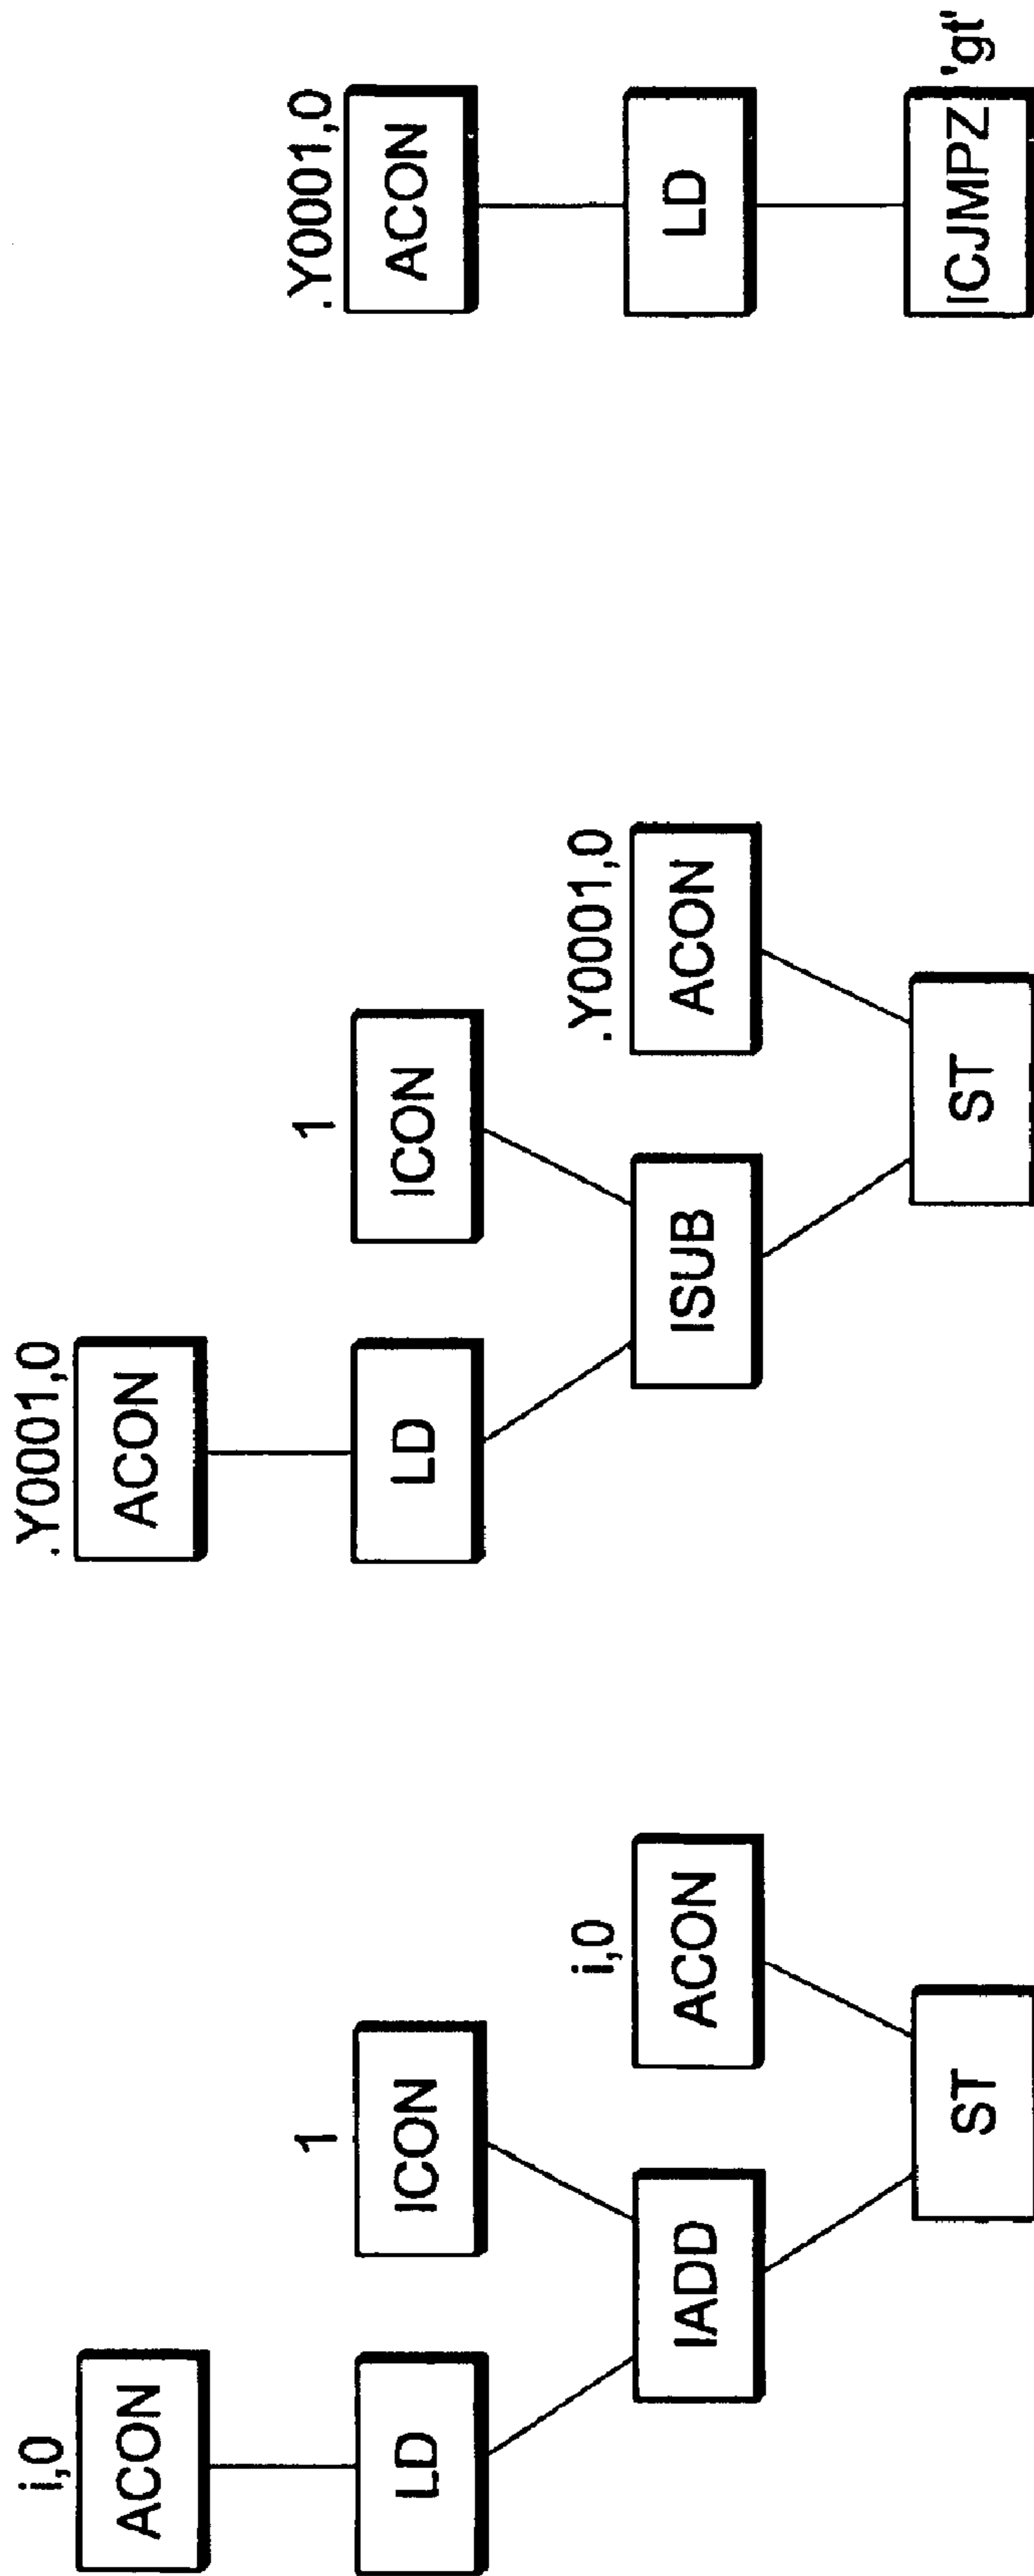 i,0
ACON
LD
1
ICON
IADD
i,0
ACON
ST
.Y0001,0
ACON
LD
1
ICON
ISUB
.Y0001,0
ACON
ST
.Y0001,0
ACON
LD
ICJMPZ 'gt'